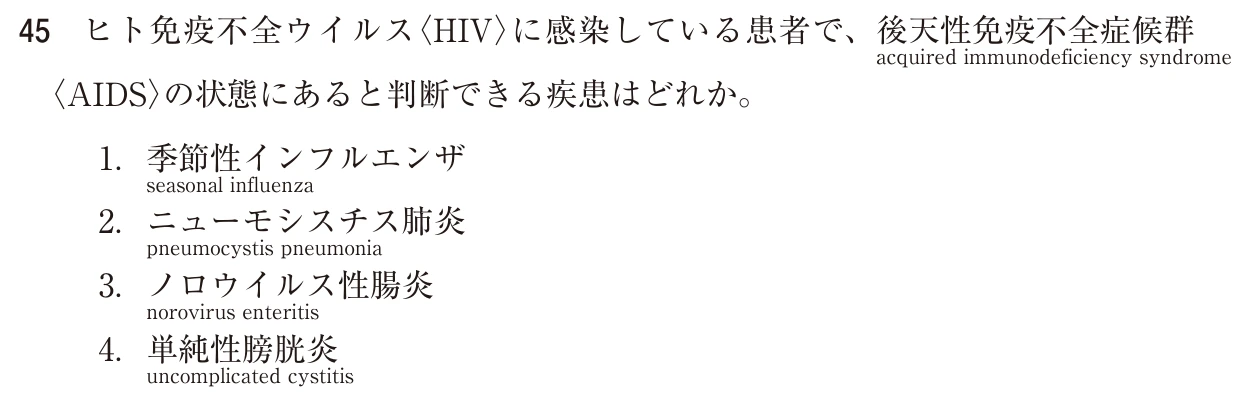 45 ヒト免疫不全ウイルス〈HIV〉に感染している患者で、後天性免疫不全症候群
acquired immunodeficiency syndrome
〈AIDS〉の状態にあると判断できる疾患はどれか。
1. 季節性インフルエンザ
seasonal influenza
2. ニューモシスチス肺炎
pneumocystis pneumonia
3. ノロウイルス性腸炎
norovirus enteritis
4. 単純性膀胱炎
uncomplicated cystitis